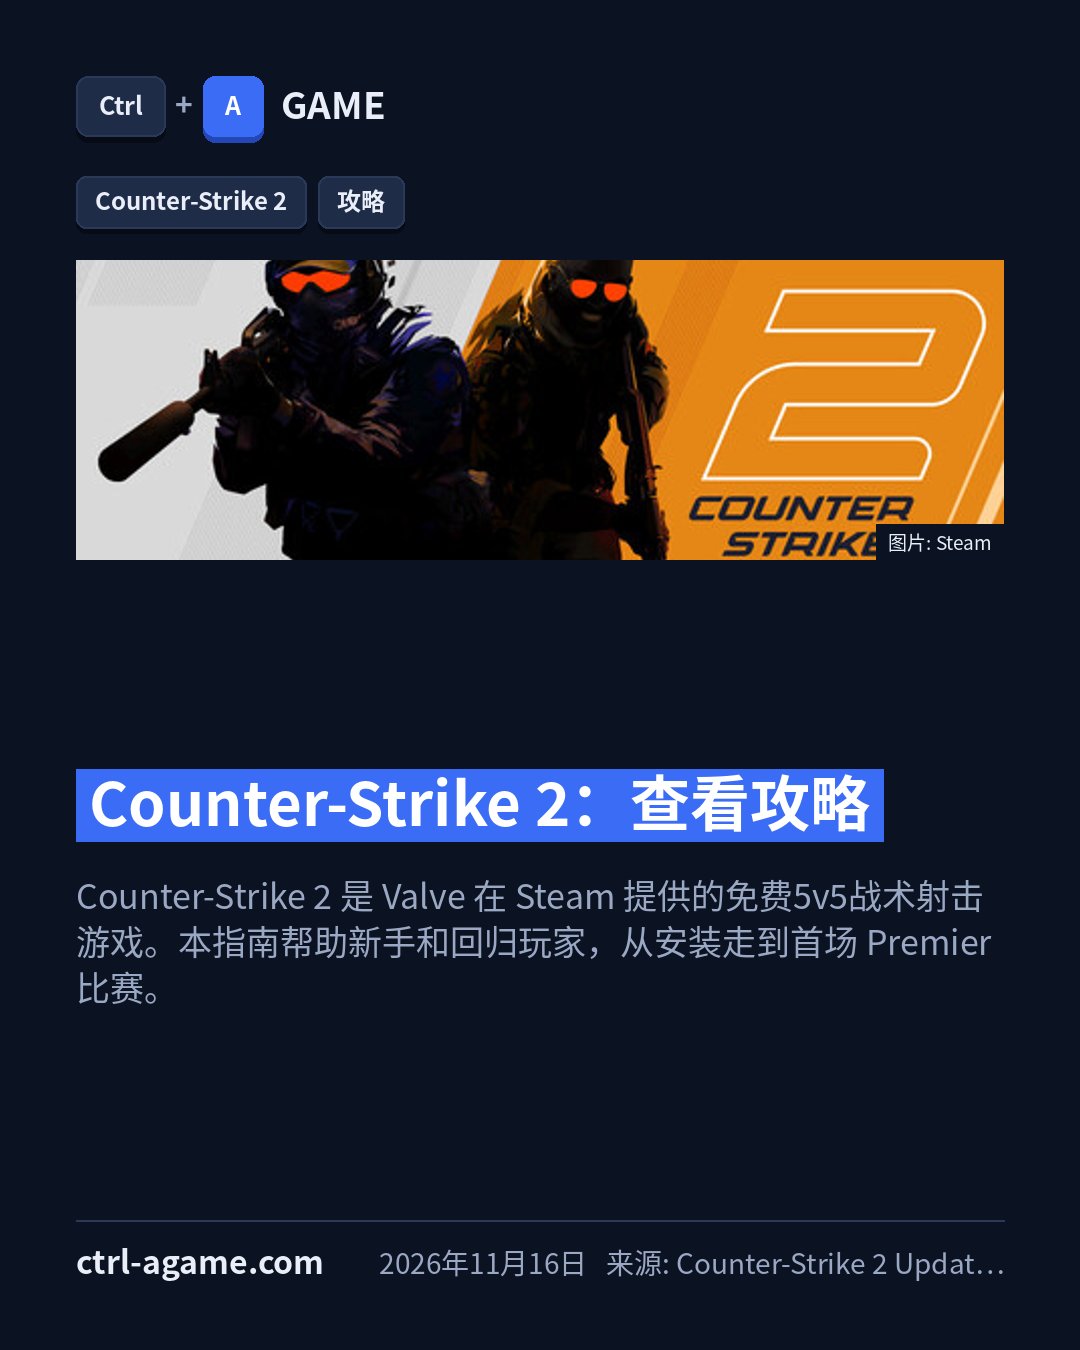 Ctrl + A GAME
Counter-Strike 2 攻略
2
COUNTER
STRIKE
图片: Steam
Counter-Strike 2：查看攻略
Counter-Strike 2 是 Valve 在 Steam 提供的免费5v5战术射击
游戏。本指南帮助新手和回归玩家，从安装走到首场 Premier
比赛。
ctrl-agame.com 2026年11月16日 来源: Counter-Strike 2 Updat…